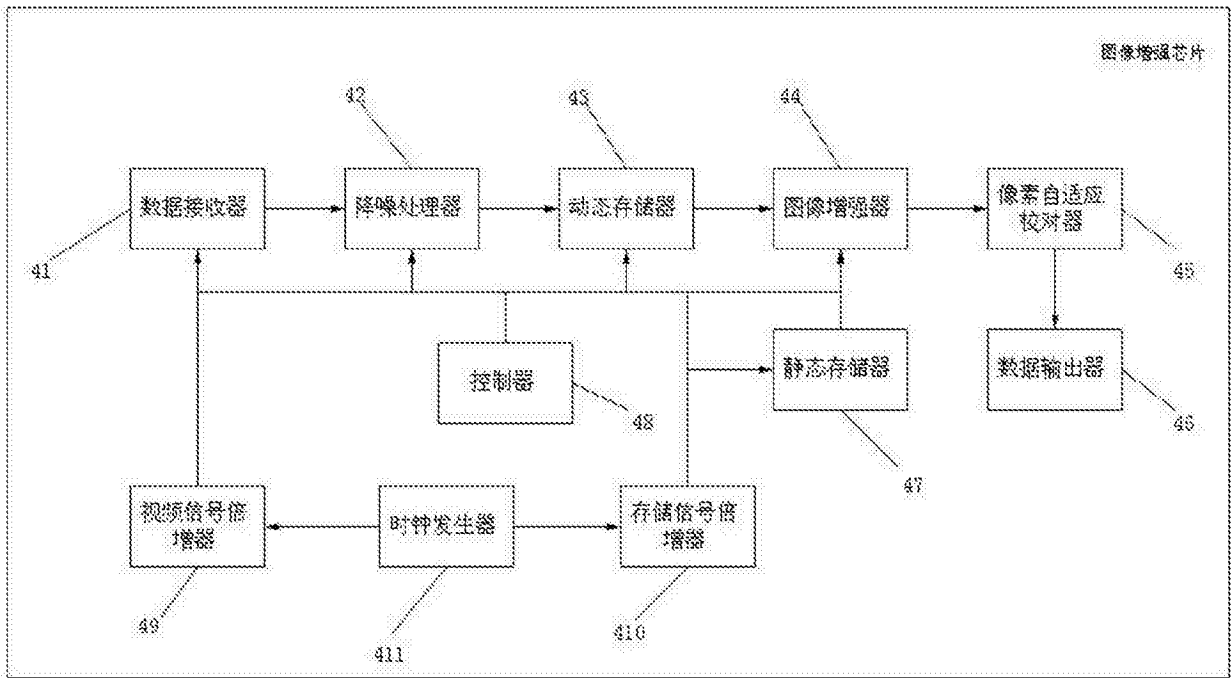 图像增强芯片
42
43
44
数据接收器
降噪处理器
动态存储器
图像增强器
像素自适应
校对器
41
45
控制器
静态存储器
数据输出器
48
46
47
视频信号倍
增器
时钟发生器
存储信号倍
增器
49
411
410